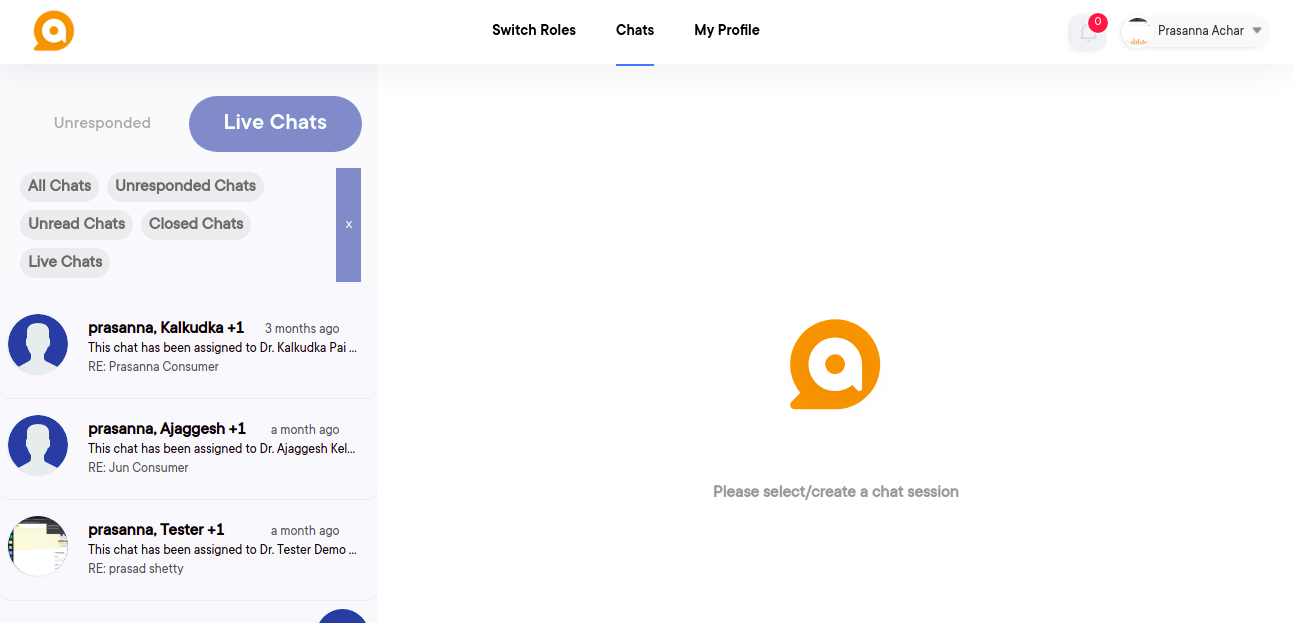 Switch Roles Chats My Profile 0 Prasanna Achar
Unresponded Live Chats
All Chats Unresponded Chats
Unread Chats Closed Chats x
Live Chats
prasanna, Kalkudka +1 3 months ago
This chat has been assigned to Dr. Kalkudka Pai ...
RE: Prasanna Consumer
prasanna, Ajaggesh +1 a month ago
This chat has been assigned to Dr. Ajaggesh Kel...
RE: Jun Consumer
prasanna, Tester +1 a month ago
This chat has been assigned to Dr. Tester Demo ...
RE: prasad shetty
Please select/create a chat session